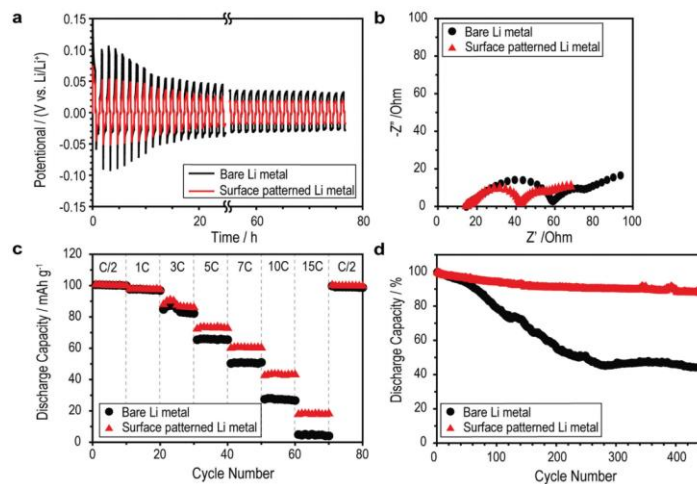 a
0.15
0.10
0.05
0.00
-0.05
-0.10
-0.15
Potentional / (V vs. Li/Li⁺)
Bare Li metal
Surface patterned Li metal
0 10 20 60 70 80
Time / h
b
100
80
60
40
20
0
-Z" /Ohm
Bare Li metal
Surface patterned Li metal
0 20 40 60 80 100
Z' /Ohm
c
120
100
80
60
40
20
0
Discharge Capacity / mAh g⁻¹
C/2 1C 3C 5C 7C 10C 15C C/2
Bare Li metal
Surface patterned Li metal
0 10 20 30 40 50 60 70 80
Cycle Number
d
100
80
60
40
20
0
Discharge Capacity / %
Bare Li metal
Surface patterned Li metal
0 100 200 300 400
Cycle Number